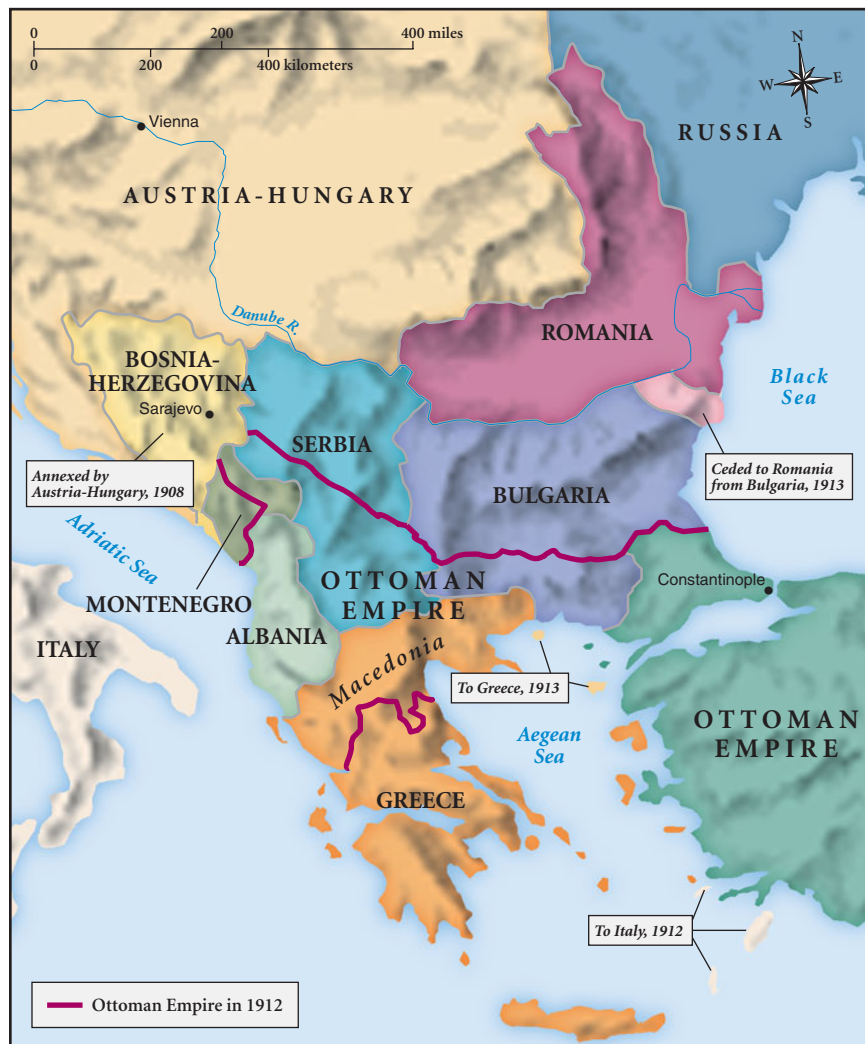 0 200 400 miles
0 200 400 kilometers
N
W E
S
Vienna
RUSSIA
AUSTRIA-HUNGARY
Danube R.
ROMANIA
BOSNIA-
HERZEGOVINA
Sarajevo
Black
Sea
SERBIA
Annexed by
Austria-Hungary, 1908
BULGARIA
Ceded to Romania
from Bulgaria, 1913
Adriatic Sea
MONTENEGRO
OTTOMAN
EMPIRE
Constantinople
ALBANIA
ITALY
Macedonia
To Greece, 1913
Aegean
Sea
OTTOMAN
EMPIRE
GREECE
To Italy, 1912
Ottoman Empire in 1912